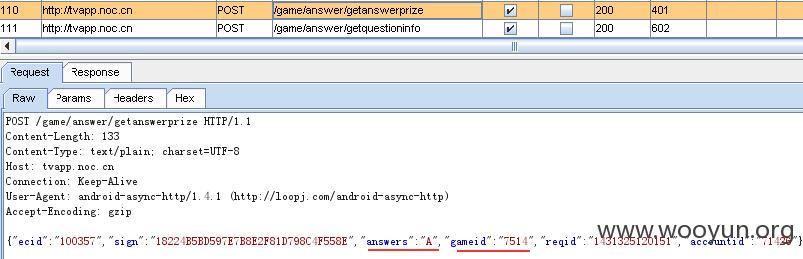 110 http://tvapp.noc.cn POST /game/answer/getanswerprize 200 401
111 http://tvapp.noc.cn POST /game/answer/getquestioninfo 200 602
Request Response
Raw Params Headers Hex
POST /game/answer/getanswerprize HTTP/1.1
Content-Length: 133
Content-Type: text/plain; charset=UTF-8
Host: tvapp.noc.cn
Connection: Keep-Alive
User-Agent: android-async-http/1.4.1 (http://loopj.com/android-async-http)
Accept-Encoding: gzip
www.wooyun.org
{"ecid":"100357","sign":"18224B5BD597E7B8E2F81D798C4F558E","answers":"A","gameid":"7514","reqid":"1431325120151","accountid":"71429"}